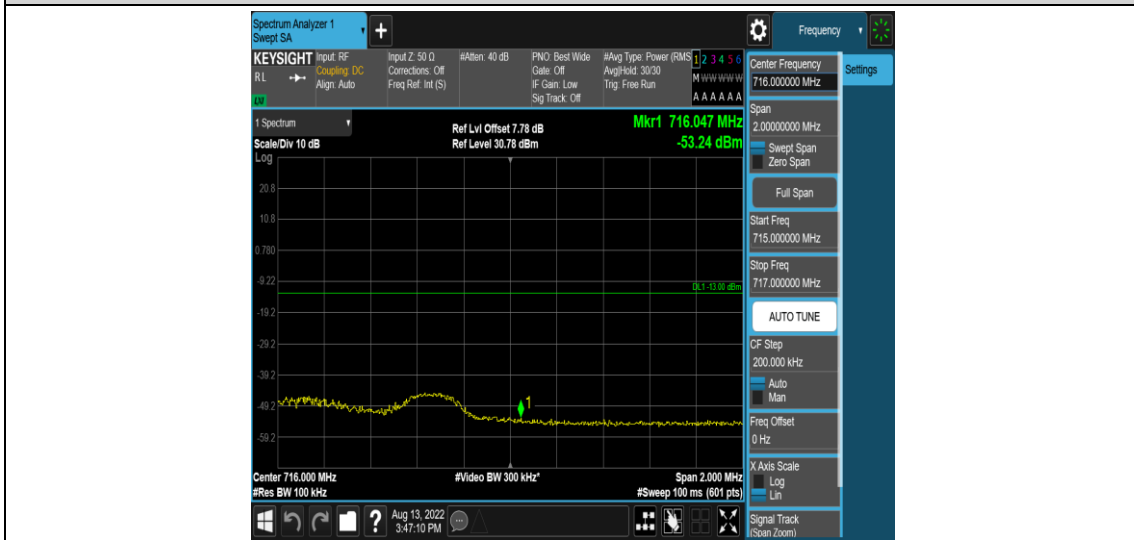 Spectrum Analyzer 1
Swept SA
+
Frequency
KEYSIGHT
RL
LXI
Input: RF
Coupling: DC
Align: Auto
Input Z: 50 Ω
Corrections: Off
Freq Ref: Int (S)
#Atten: 40 dB
PNO: Best Wide
Gate: Off
IF Gain: Low
Sig Track: Off
#Avg Type: Power (RMS
Avg|Hold: 30/30
Trig: Free Run
1 2 3 4 5 6
M W W W W W
A A A A A A
1 Spectrum
Scale/Div 10 dB
Log
Ref Lvl Offset 7.78 dB
Ref Level 30.78 dBm
Mkr1 716.047 MHz
-53.24 dBm
20.8
10.8
0.780
-9.22
DL1 -13.00 dBm
-19.2
-29.2
-39.2
-49.2
1
-59.2
Center 716.000 MHz
#Res BW 100 kHz
#Video BW 300 kHz*
Span 2.000 MHz
#Sweep 100 ms (601 pts)
Center Frequency
716.000000 MHz
Settings
Span
2.00000000 MHz
Swept Span
Zero Span
Full Span
Start Freq
715.000000 MHz
Stop Freq
717.000000 MHz
AUTO TUNE
CF Step
200.000 kHz
Auto
Man
Freq Offset
0 Hz
X Axis Scale
Log
Lin
Signal Track
(Span Zoom)
?
Aug 13, 2022
3:47:10 PM